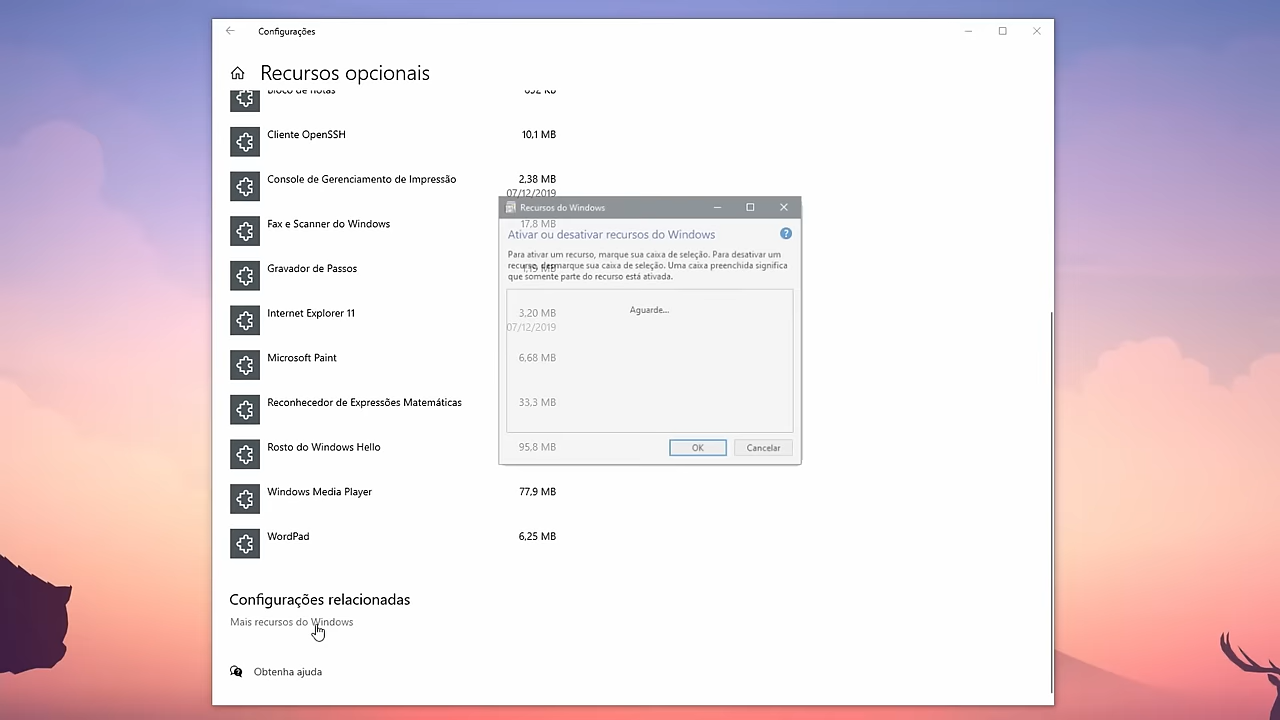 Configurações
Recursos opcionais
Bloco de notas
692 KB
Cliente OpenSSH
10,1 MB
Console de Gerenciamento de Impressão
2,38 MB
07/12/2019
Fax e Scanner do Windows
17,8 MB
Gravador de Passos
Internet Explorer 11
3,20 MB
07/12/2019
Microsoft Paint
6,68 MB
Reconhecedor de Expressões Matemáticas
33,3 MB
Rosto do Windows Hello
95,8 MB
Windows Media Player
77,9 MB
WordPad
6,25 MB
Configurações relacionadas
Mais recursos do Windows
Obtenha ajuda
Recursos do Windows
Ativar ou desativar recursos do Windows
Para ativar um recurso, marque sua caixa de seleção. Para desativar um
recurso, desmarque sua caixa de seleção. Uma caixa preenchida significa
que somente parte do recurso está ativada.
Aguarde...
OK
Cancelar